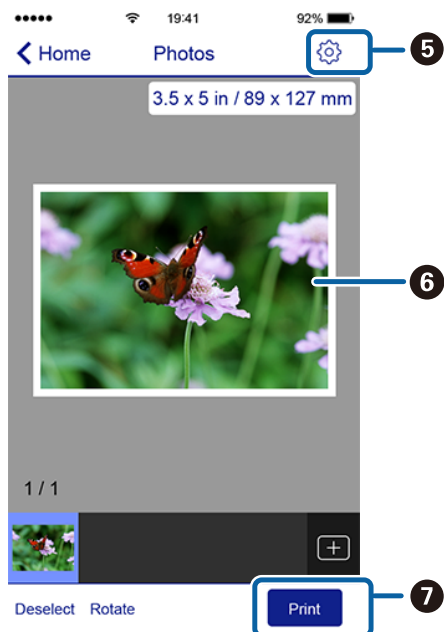 19:41 92%
Home Photos 5
3.5 x 5 in / 89 x 127 mm
6
1 / 1
7
Deselect Rotate Print